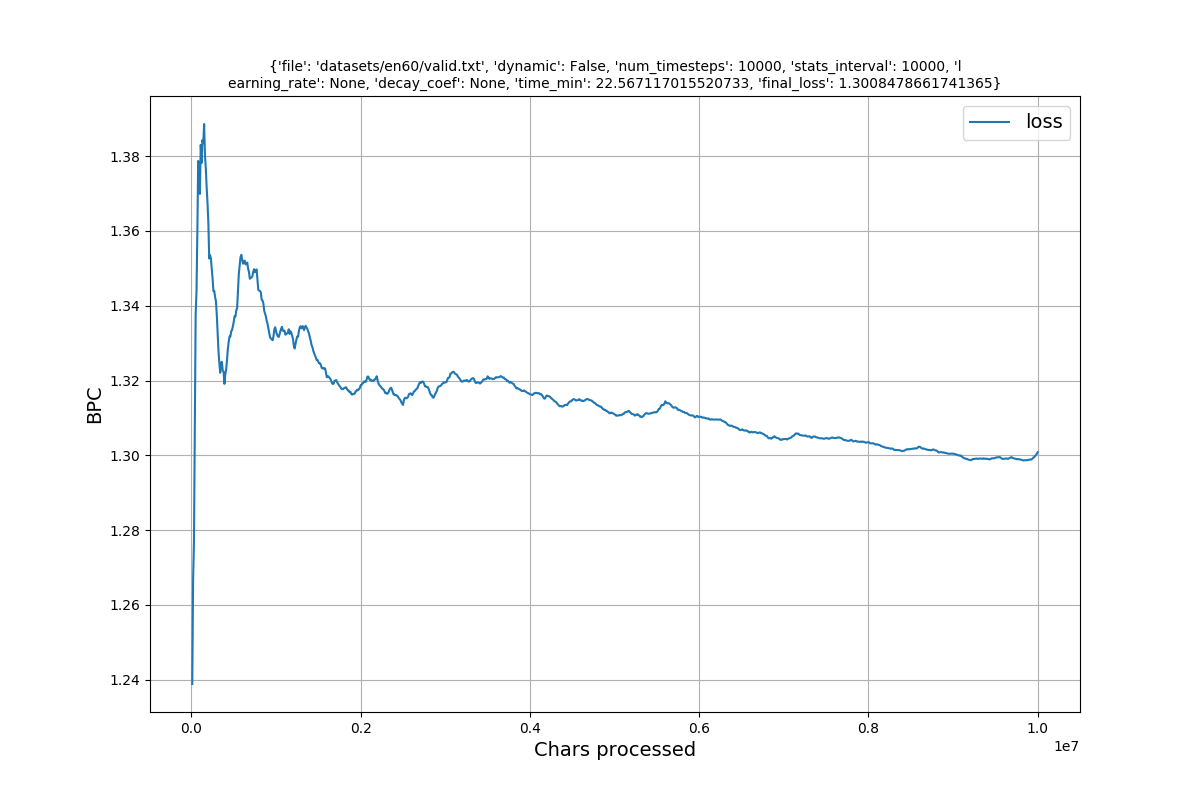 {'file': 'datasets/en60/valid.txt', 'dynamic': False, 'num_timesteps': 10000, 'stats_interval': 10000, 'l
earning_rate': None, 'decay_coef': None, 'time_min': 22.567117015520733, 'final_loss': 1.3008478661741365}
loss
1.38
1.36
1.34
1.32
1.30
1.28
1.26
1.24
BPC
0.0 0.2 0.4 0.6 0.8 1.0
1e7
Chars processed